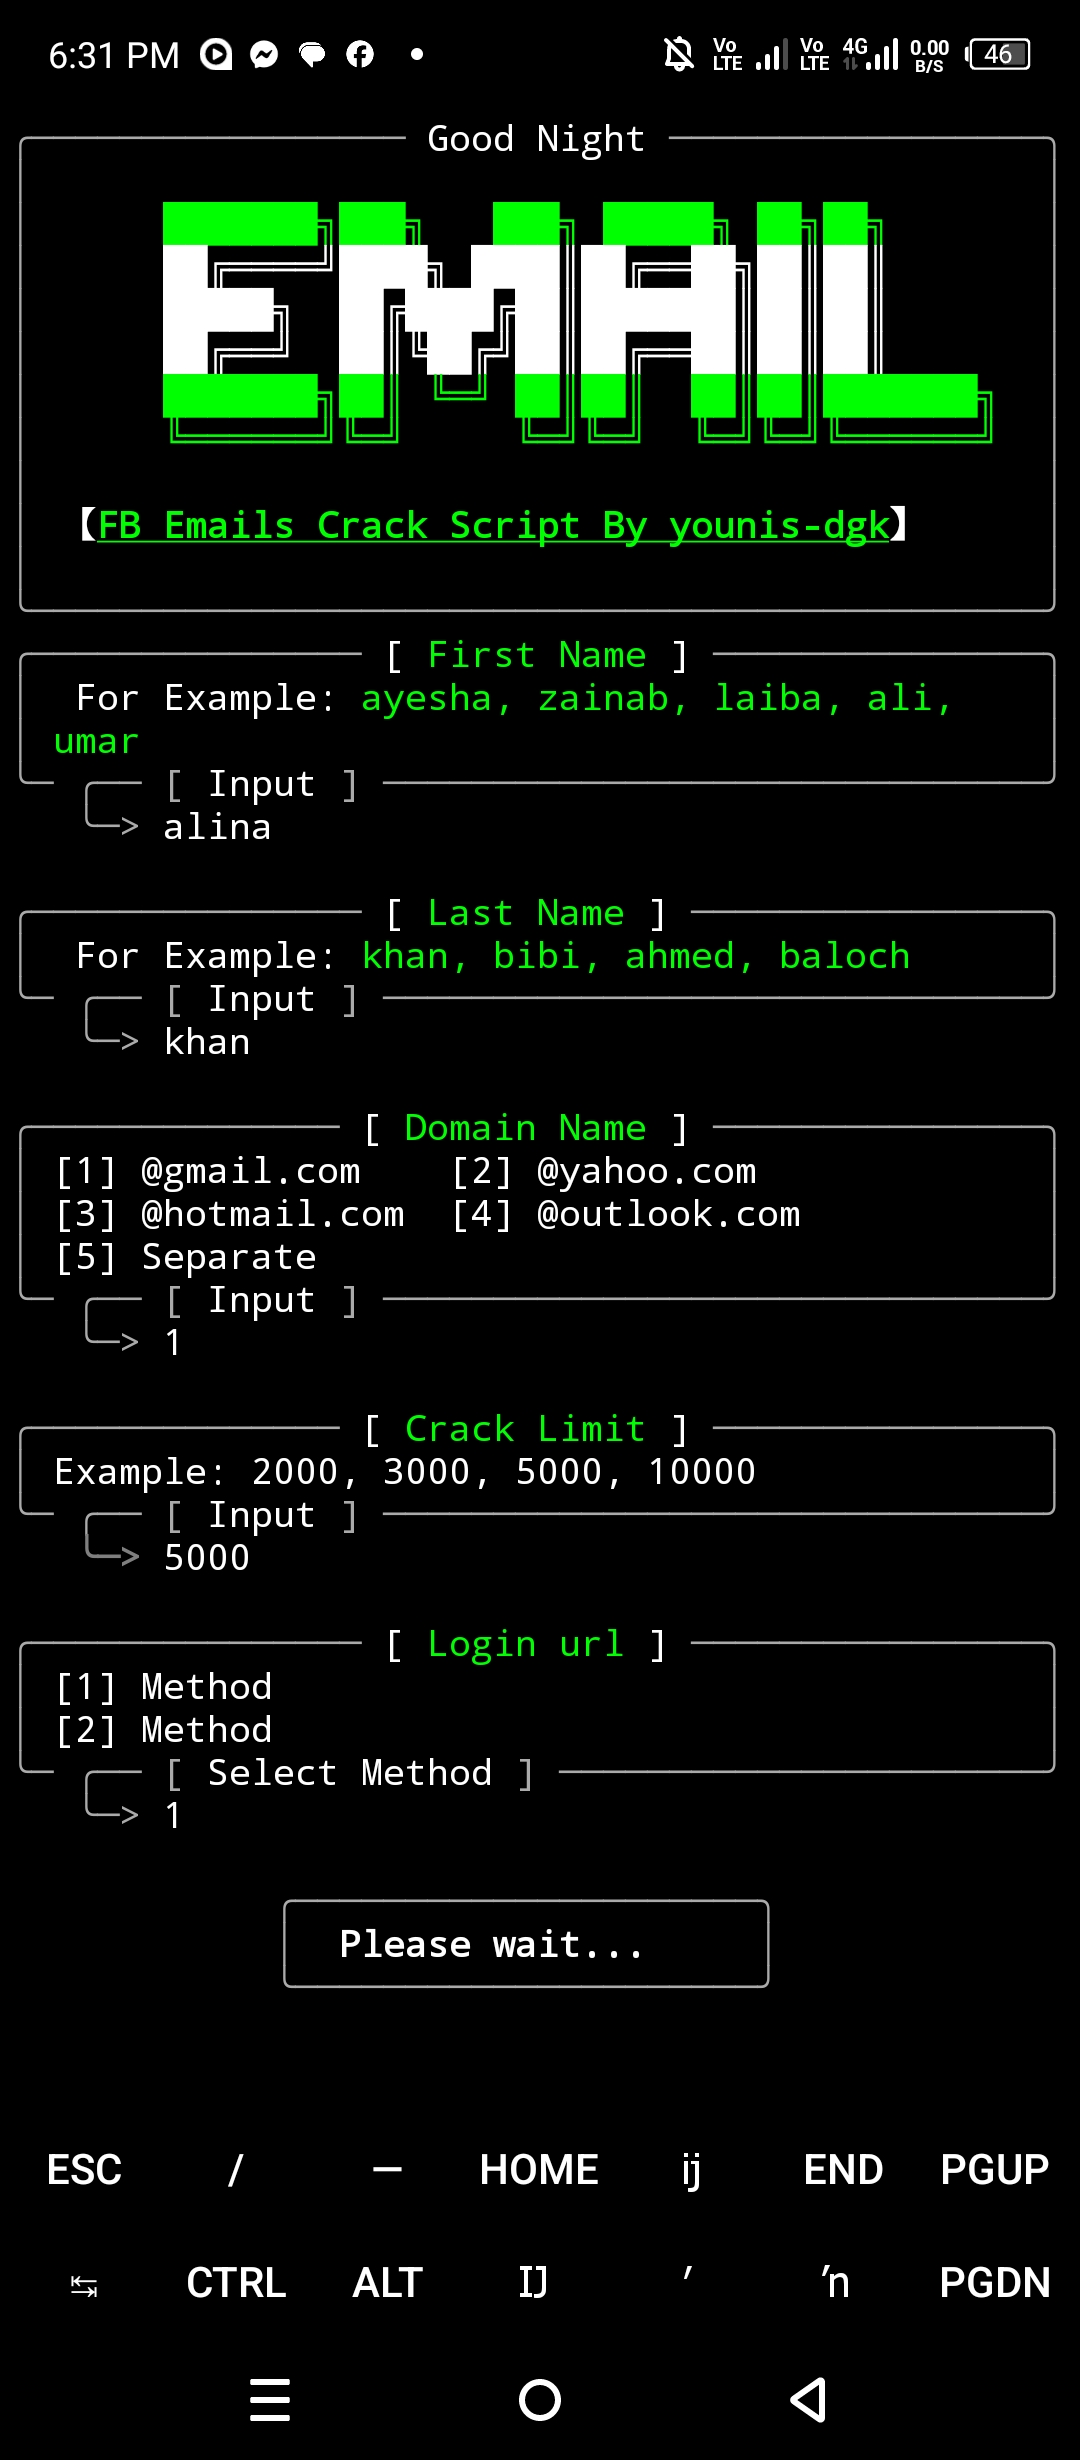 6:31 PM Vo LTE Vo LTE 4G 0.00 B/S 46
Good Night
EMAIL
【FB Emails Crack Script By younis-dgk】
[ First Name ]
For Example: ayesha, zainab, laiba, ali,
umar
[ Input ]
> alina
[ Last Name ]
For Example: khan, bibi, ahmed, baloch
[ Input ]
> khan
[ Domain Name ]
[1] @gmail.com [2] @yahoo.com
[3] @hotmail.com [4] @outlook.com
[5] Separate
[ Input ]
> 1
[ Crack Limit ]
Example: 2000, 3000, 5000, 10000
[ Input ]
> 5000
[ Login url ]
[1] Method
[2] Method
[ Select Method ]
> 1
Please wait...
ESC / — HOME ĳ END PGUP
↹ CTRL ALT Ĳ ′ ŉ PGDN